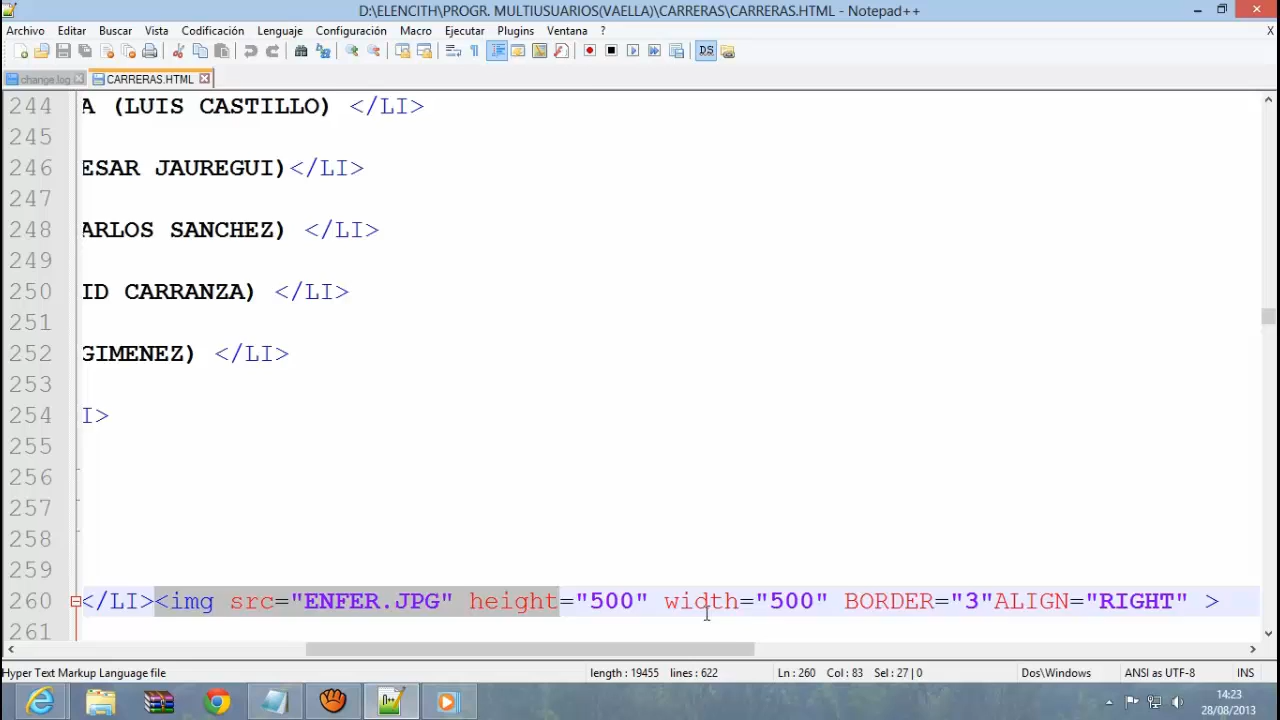 D:\ELENCITH\PROGR. MULTIUSUARIOS(VAELLA)\CARRERAS\CARRERAS.HTML - Notepad++
Archivo Editar Buscar Vista Codificación Lenguaje Configuración Macro Ejecutar Plugins Ventana ? X
change.log CARRERAS.HTML
244 A (LUIS CASTILLO) </LI>
245
246 ESAR JAUREGUI)</LI>
247
248 ARLOS SANCHEZ) </LI>
249
250 ID CARRANZA) </LI>
251
252 GIMENEZ) </LI>
253
254 I>
255
256
257
258
259
260 </LI><img src="ENFER.JPG" height="500" width="500" BORDER="3"ALIGN="RIGHT" >
261
Hyper Text Markup Language file length : 19455 lines : 622 Ln : 260 Col : 83 Sel : 27 | 0 Dos\Windows ANSI as UTF-8 INS
14:23
28/08/2013